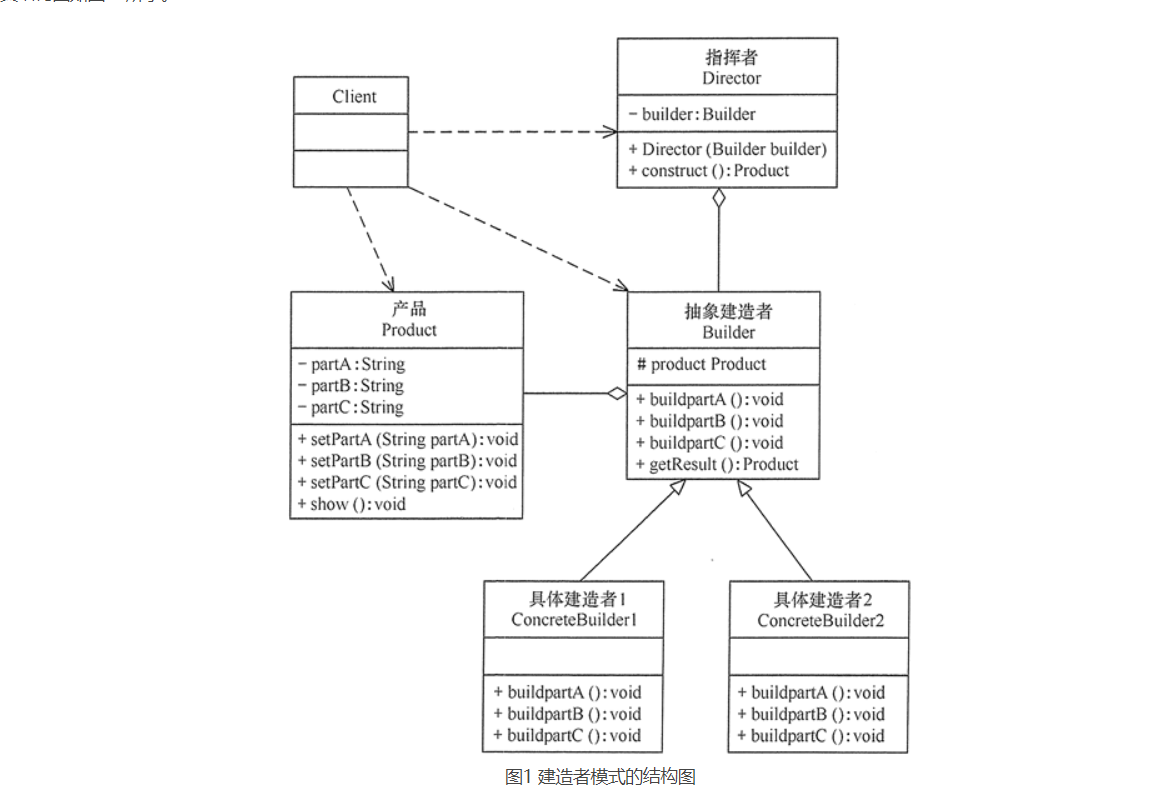 Client
指挥者
Director
- builder:Builder
+ Director (Builder builder)
+ construct ():Product
产品
Product
- partA:String
- partB:String
- partC:String
+ setPartA (String partA):void
+ setPartB (String partB):void
+ setPartC (String partC):void
+ show ():void
抽象建造者
Builder
# product Product
+ buildpartA ():void
+ buildpartB ():void
+ buildpartC ():void
+ getResult ():Product
具体建造者1
ConcreteBuilder1
+ buildpartA ():void
+ buildpartB ():void
+ buildpartC ():void
具体建造者2
ConcreteBuilder2
+ buildpartA ():void
+ buildpartB ():void
+ buildpartC ():void
图1 建造者模式的结构图